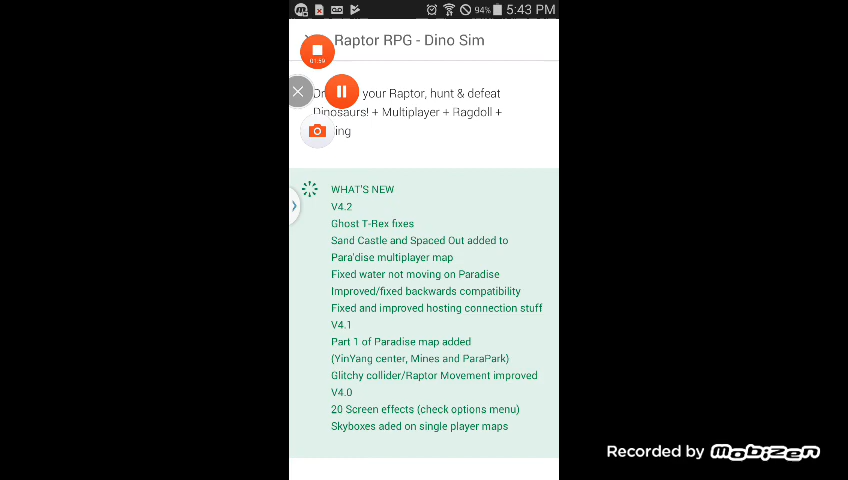 94% 5:43 PM
Raptor RPG - Dino Sim
01:59
your Raptor, hunt & defeat
Dinosaurs! + Multiplayer + Ragdoll +
ing
WHAT'S NEW
V4.2
Ghost T-Rex fixes
Sand Castle and Spaced Out added to
Para'dise multiplayer map
Fixed water not moving on Paradise
Improved/fixed backwards compatibility
Fixed and improved hosting connection stuff
V4.1
Part 1 of Paradise map added
(YinYang center, Mines and ParaPark)
Glitchy collider/Raptor Movement improved
V4.0
20 Screen effects (check options menu)
Skyboxes aded on single player maps
Recorded by mobizen